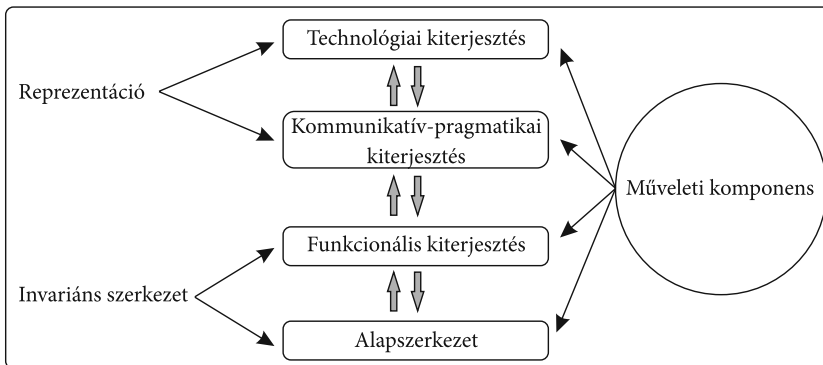 Technológiai kiterjesztés
Reprezentáció
Kommunikatív-pragmatikai
kiterjesztés
Műveleti komponens
Funkcionális kiterjesztés
Invariáns szerkezet
Alapszerkezet